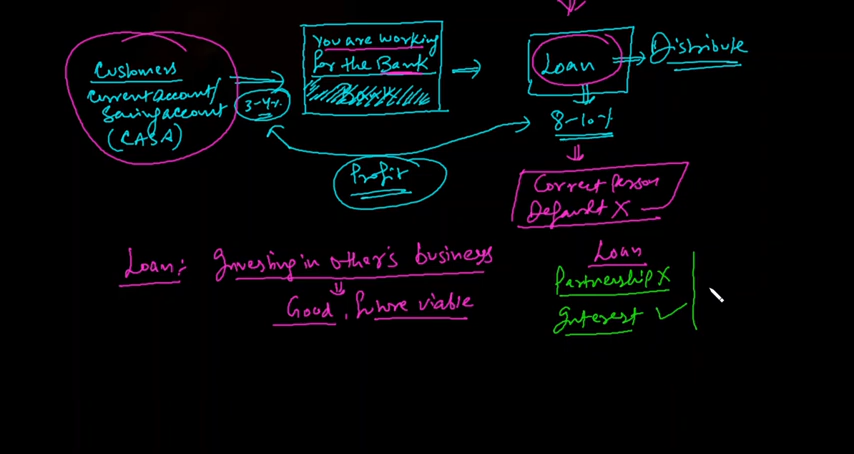 Customers
Current account/
Saving account
(CASA)
3-4%
You are working
for the Bank
Loan
Distribute
8-10%
Profit
Correct person
Default X
Loan:- Investing in other's business
Good, future viable
Loan
Partnership X
Interest ✓